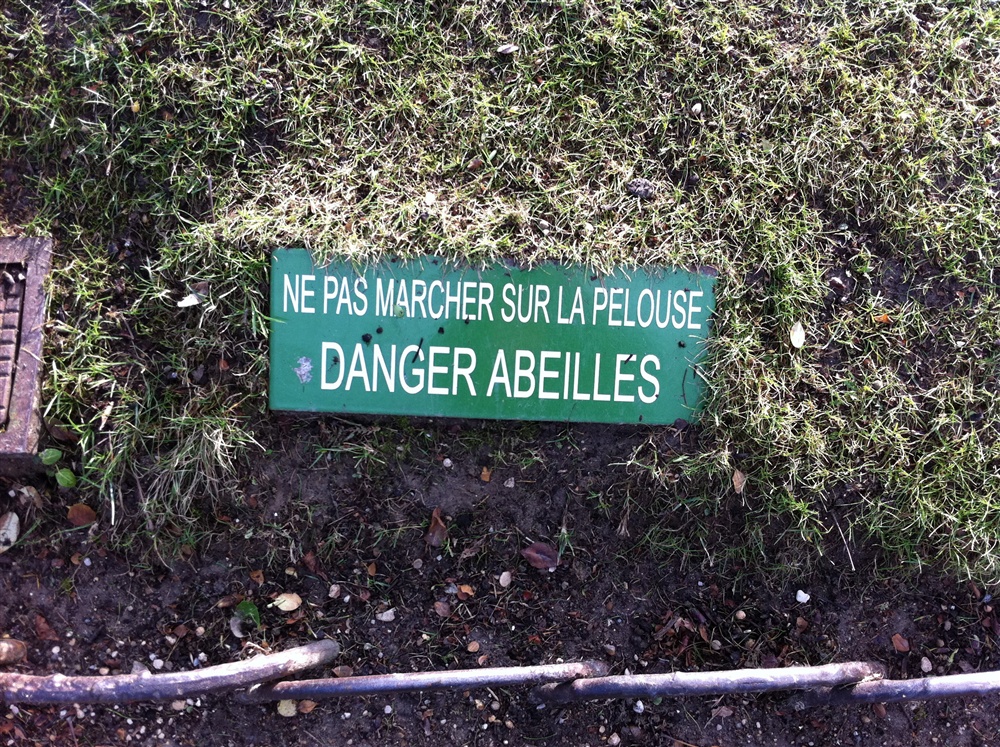 NE PAS MARCHER SUR LA PELOUSE
DANGER ABEILLES